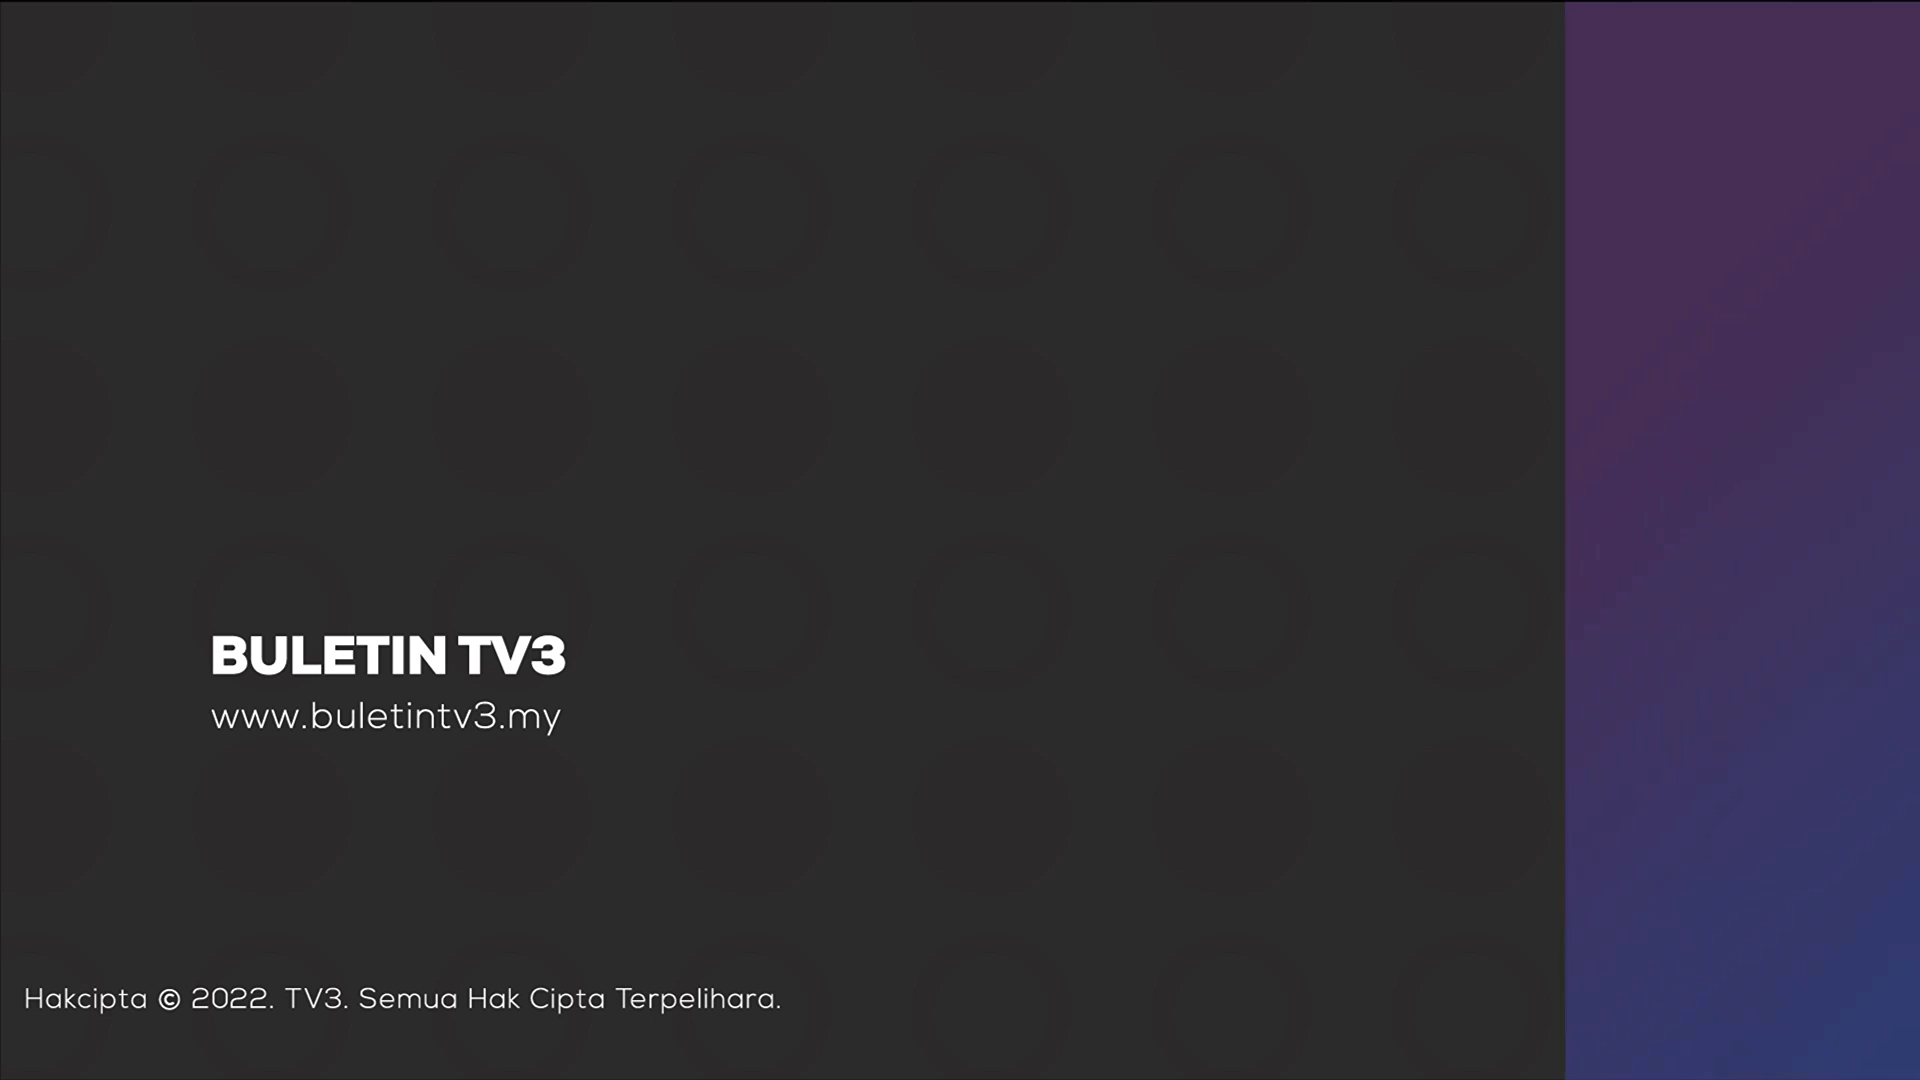 BULETIN TV3
www.buletintv3.my
Hakcipta © 2022. TV3. Semua Hak Cipta Terpelihara.